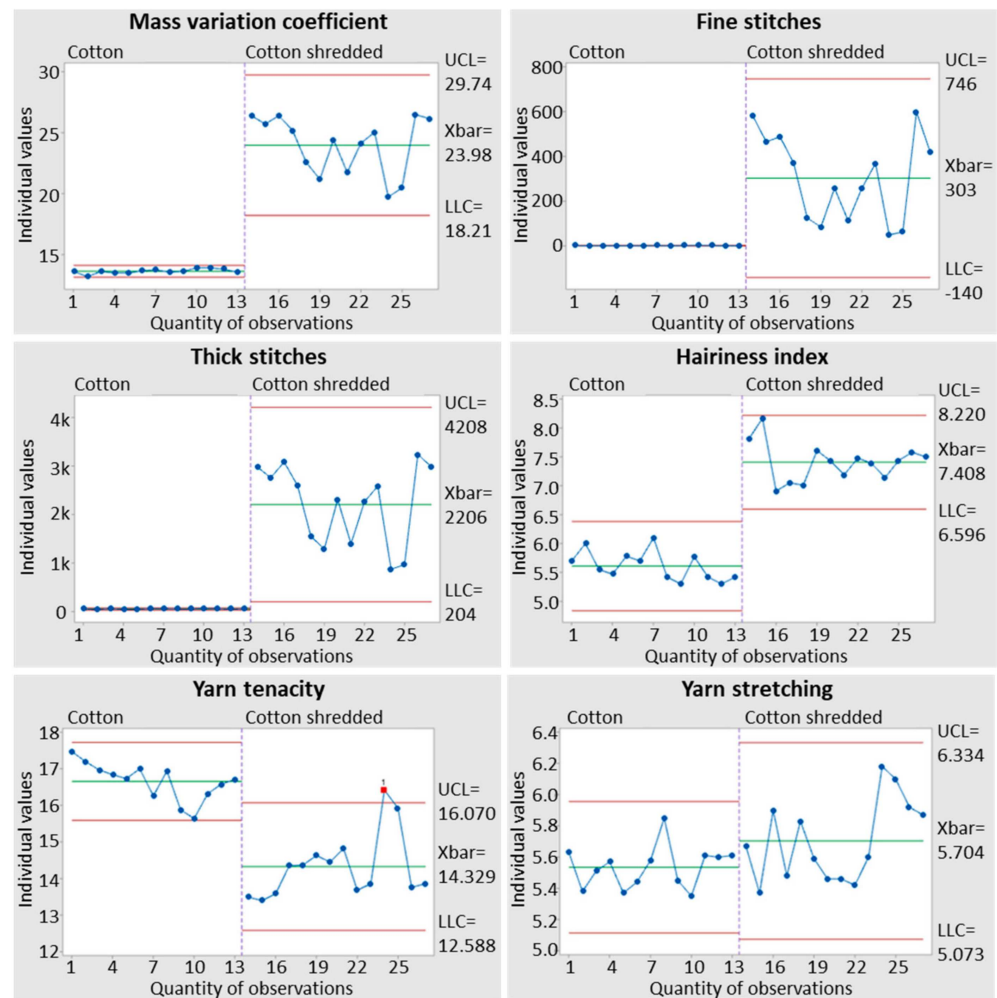 Mass variation coefficient
Cotton
Cotton shredded
UCL=
29.74
Xbar=
23.98
LLC=
18.21
30
25
20
15
Individual values
1 4 7 10 13 16 19 22 25
Quantity of observations
Fine stitches
Cotton
Cotton shredded
UCL=
746
Xbar=
303
LLC=
-140
800
600
400
200
0
Individual values
1 4 7 10 13 16 19 22 25
Quantity of observations
Thick stitches
Cotton
Cotton shredded
UCL=
4208
Xbar=
2206
LLC=
204
4k
3k
2k
1k
0
Individual values
1 4 7 10 13 16 19 22 25
Quantity of observations
Hairiness index
Cotton
Cotton shredded
UCL=
8.220
Xbar=
7.408
LLC=
6.596
8.5
8.0
7.5
7.0
6.5
6.0
5.5
5.0
Individual values
1 4 7 10 13 16 19 22 25
Quantity of observations
Yarn tenacity
Cotton
Cotton shredded
1
UCL=
16.070
Xbar=
14.329
LLC=
12.588
18
17
16
15
14
13
12
Individual values
1 4 7 10 13 16 19 22 25
Quantity of observations
Yarn stretching
Cotton
Cotton shredded
UCL=
6.334
Xbar=
5.704
LLC=
5.073
6.4
6.2
6.0
5.8
5.6
5.4
5.2
5.0
Individual values
1 4 7 10 13 16 19 22 25
Quantity of observations